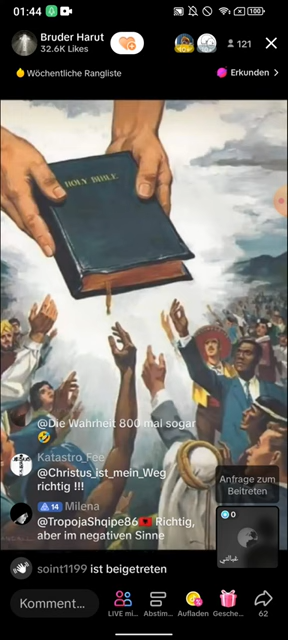 01:44
100
Bruder Harut
32.6K Likes
121
Wöchentliche Rangliste
Erkunden >
HOLY BIBLE
@Die Wahrheit 800 mal sogar
🤣
Katastro_Fee
@Christus_ist_mein_Weg
richtig !!!
14 Milena
@TropojaShqipe86🇦🇱 Richtig,
aber im negativen Sinne
Anfrage zum
Beitreten
0
soint1199 ist beigetreten
Komment...
LIVE mi...
Abstim...
Aufladen
Gesche...
62